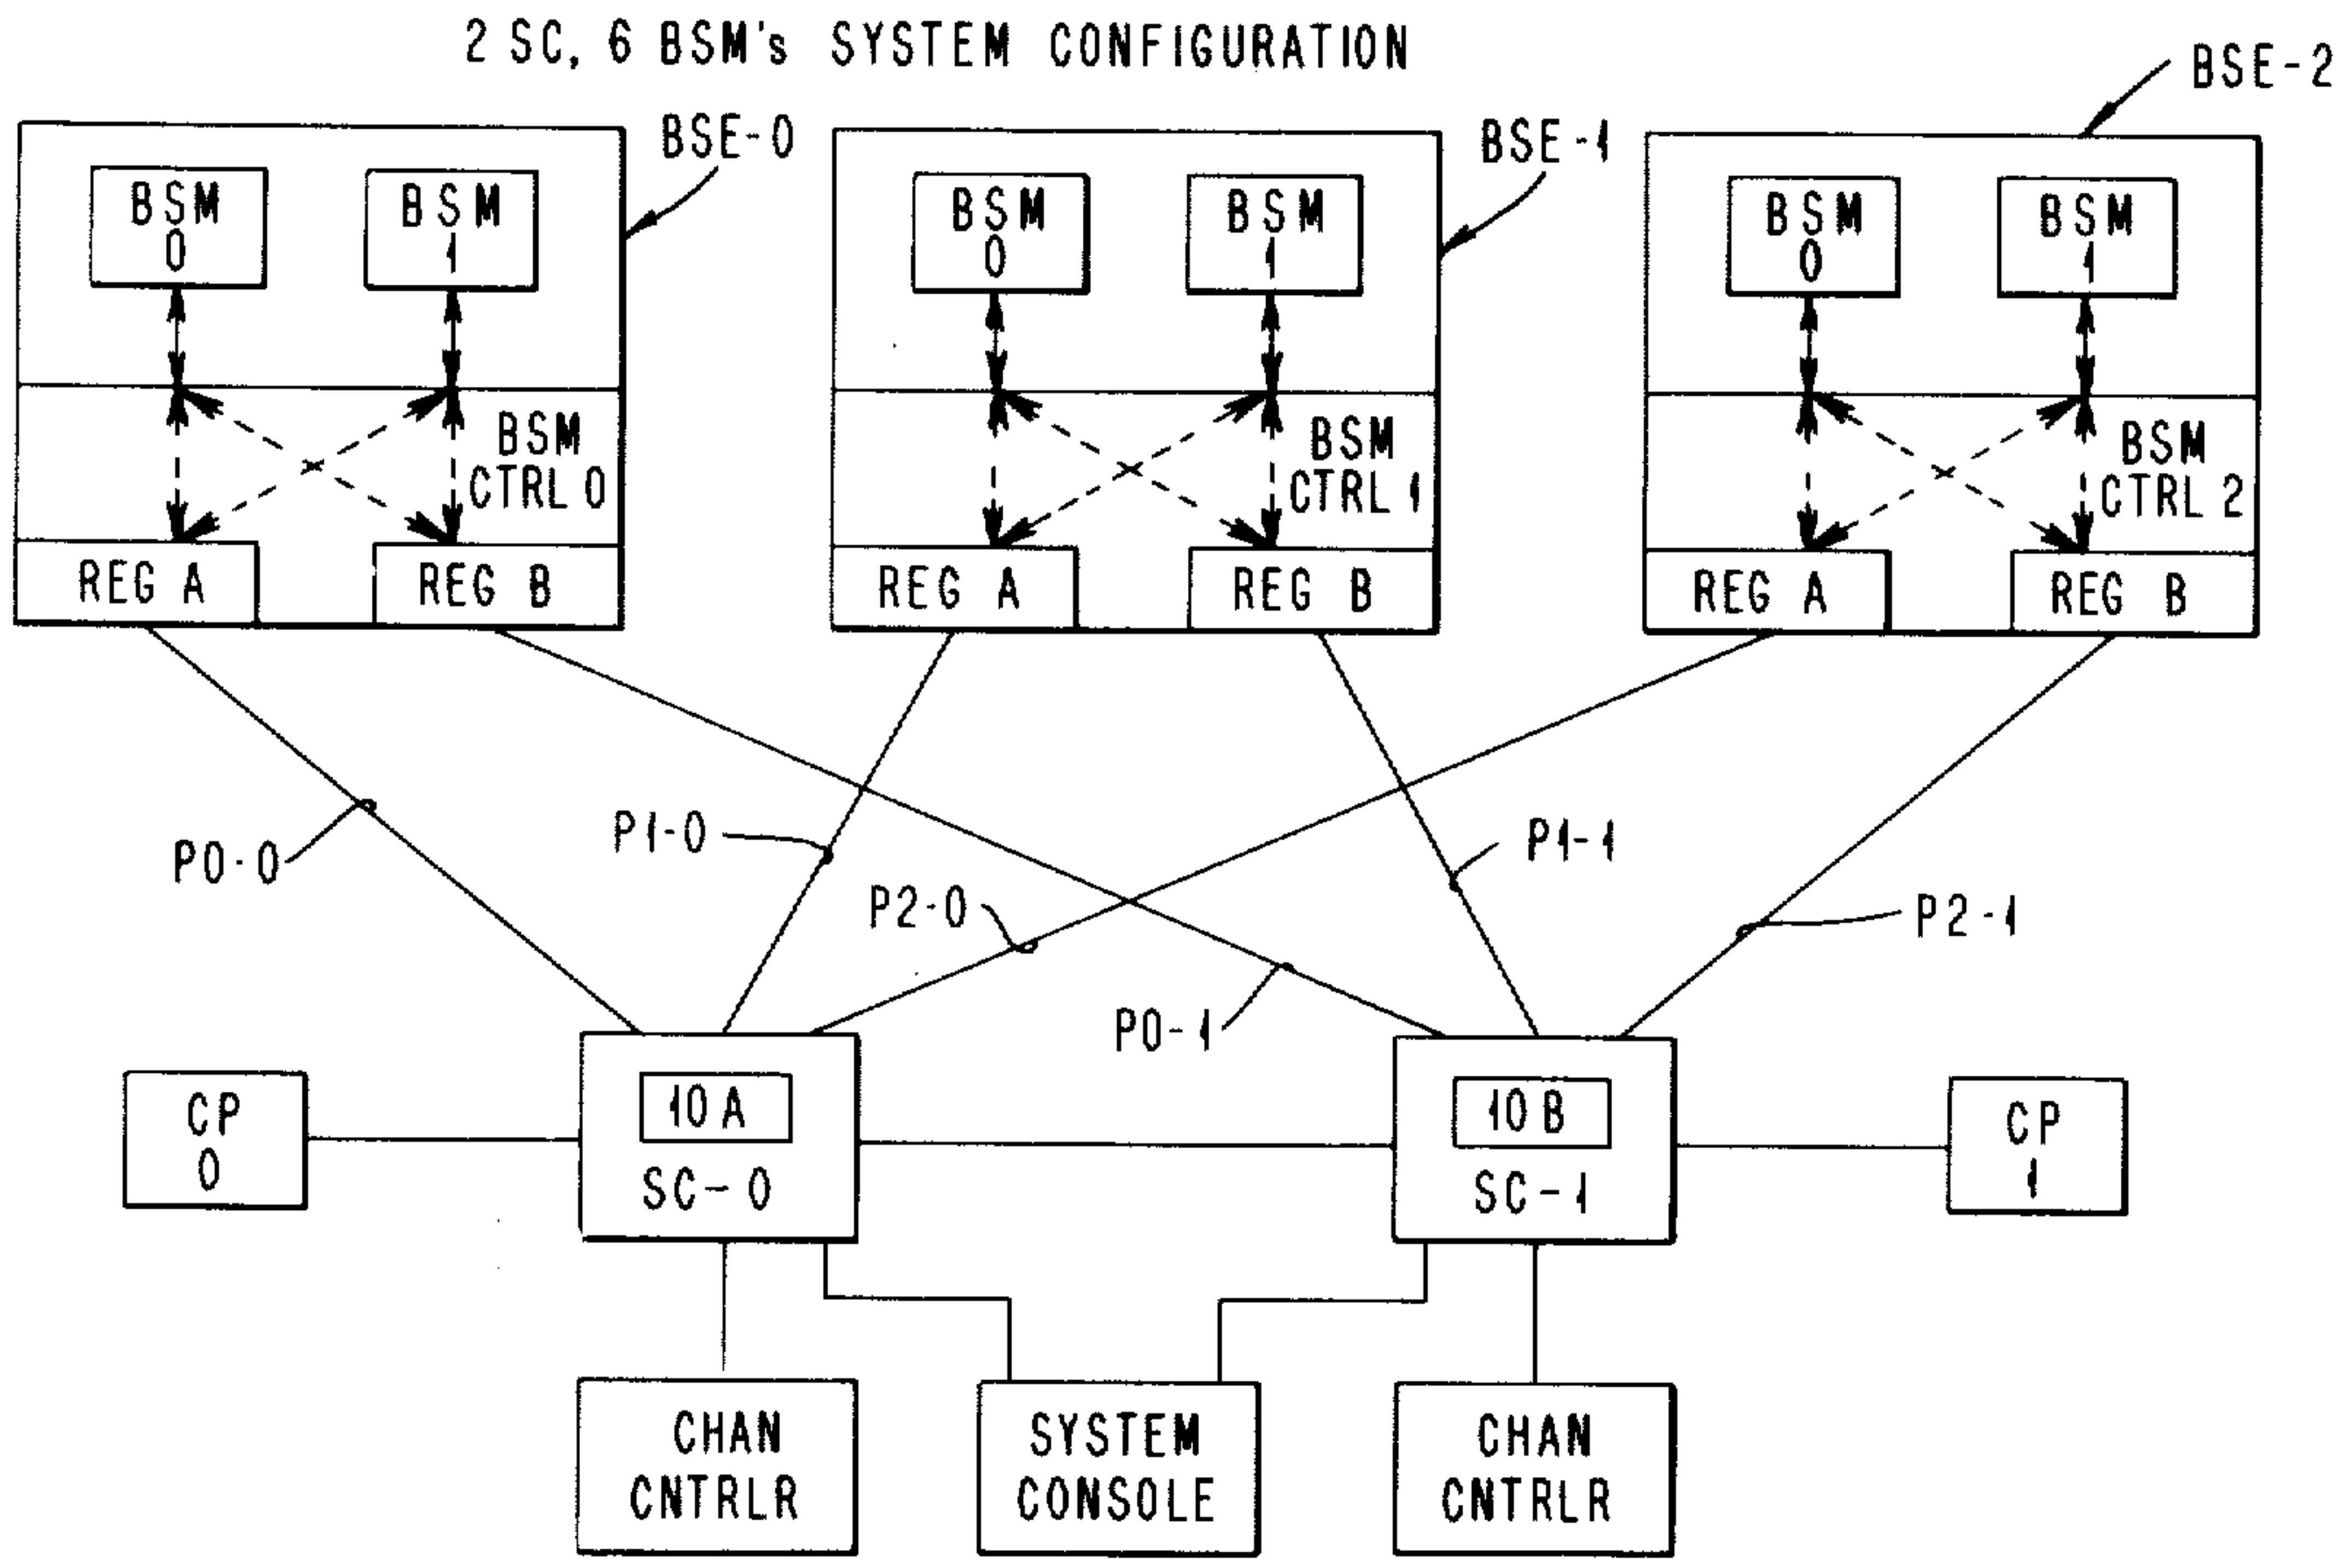 2 SC, 6 BSM's SYSTEM CONFIGURATION
BSE-0
BSE-1
BSE-2
BSM
0
BSM
1
BSM
0
BSM
1
BSM
0
BSM
1
BSM
CTRL 0
BSM
CTRL 1
BSM
CTRL 2
REG A
REG B
REG A
REG B
REG A
REG B
P0-0
P1-0
P2-0
P0-1
P1-1
P2-1
CP
0
10A
SC-0
10B
SC-1
CP
1
CHAN
CNTRLR
SYSTEM
CONSOLE
CHAN
CNTRLR